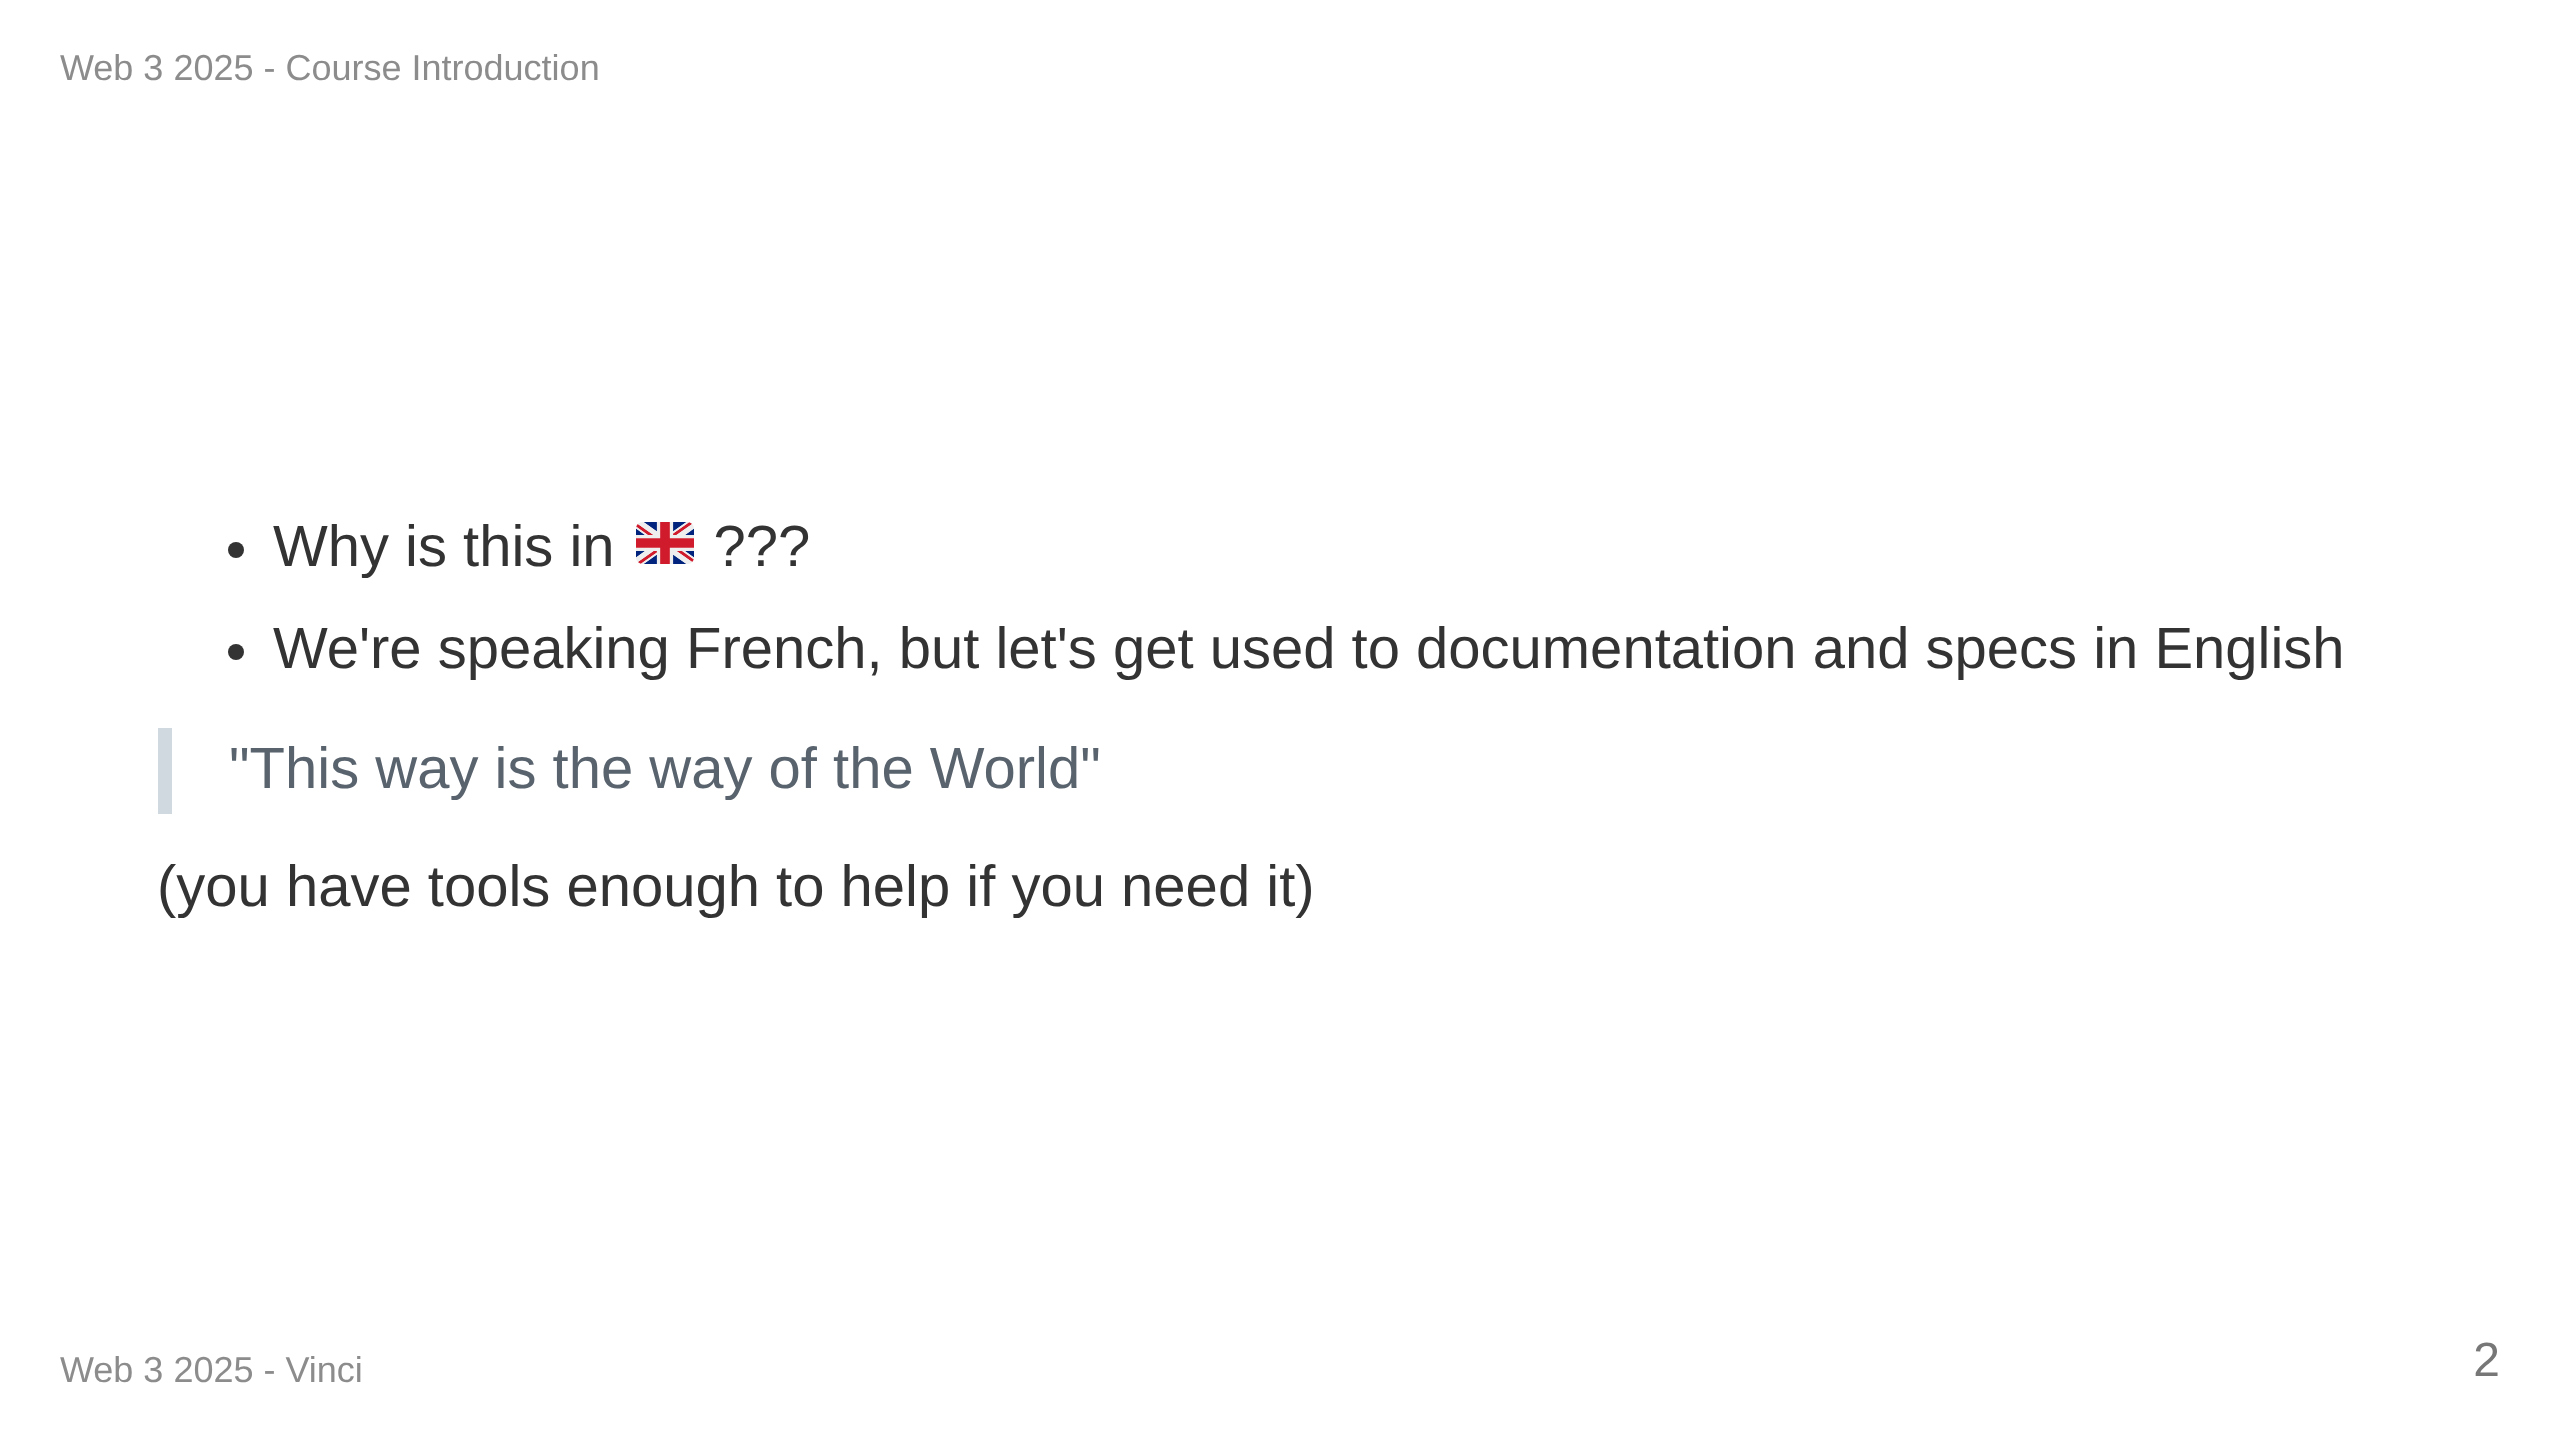 Web 3 2025 - Course Introduction
• Why is this in 🇬🇧 ???
• We're speaking French, but let's get used to documentation and specs in English
"This way is the way of the World"
(you have tools enough to help if you need it)
Web 3 2025 - Vinci
2